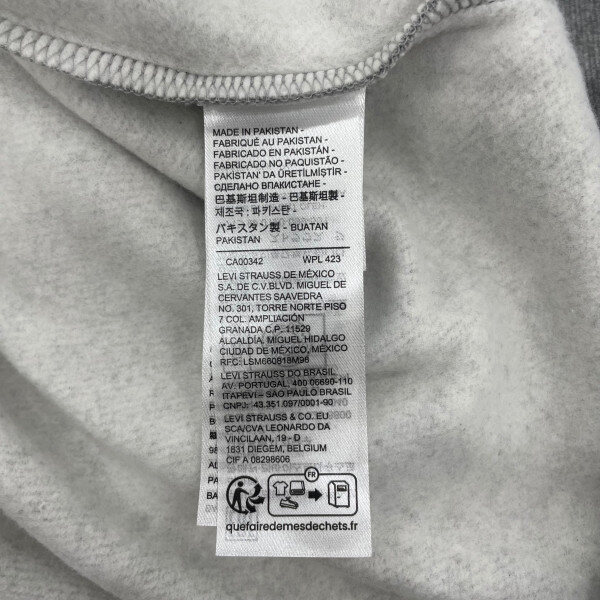 MADE IN PAKISTAN -
FABRIQUÉ AU PAKISTAN -
FABRICADO EN PAKISTÁN -
FABRICADO NO PAQUISTÃO -
PAKİSTAN' DA ÜRETİLMİŞTİR -
СДЕЛАНО ВПАКИСТАНЕ -
巴基斯坦制造 - 巴基斯坦製 -
제조국 : 파키스탄 -
パキスタン製 - BUATAN
PAKISTAN
CA00342 WPL 423
LEVI STRAUSS DE MÉXICO
S.A. DE C.V.BLVD. MIGUEL DE
CERVANTES SAAVEDRA
NO. 301, TORRE NORTE PISO
7 COL. AMPLIACIÓN
GRANADA C.P. 11529
ALCALDÍA, MIGUEL HIDALGO
CIUDAD DE MÉXICO, MÉXICO
RFC: LSM660818M96
LEVI STRAUSS DO BRASIL
AV. PORTUGAL, 400 06690-110
ITAPEVI – SAO PAULO BRASIL
CNPJ: 43.351.097/0001-90
LEVI STRAUSS & CO. EU
SCA/CVA LEONARDO DA
VINCILAAN, 19 - D
1831 DIEGEM, BELGIUM
CIF A 08298606
FR
quefairedemesdechets.fr